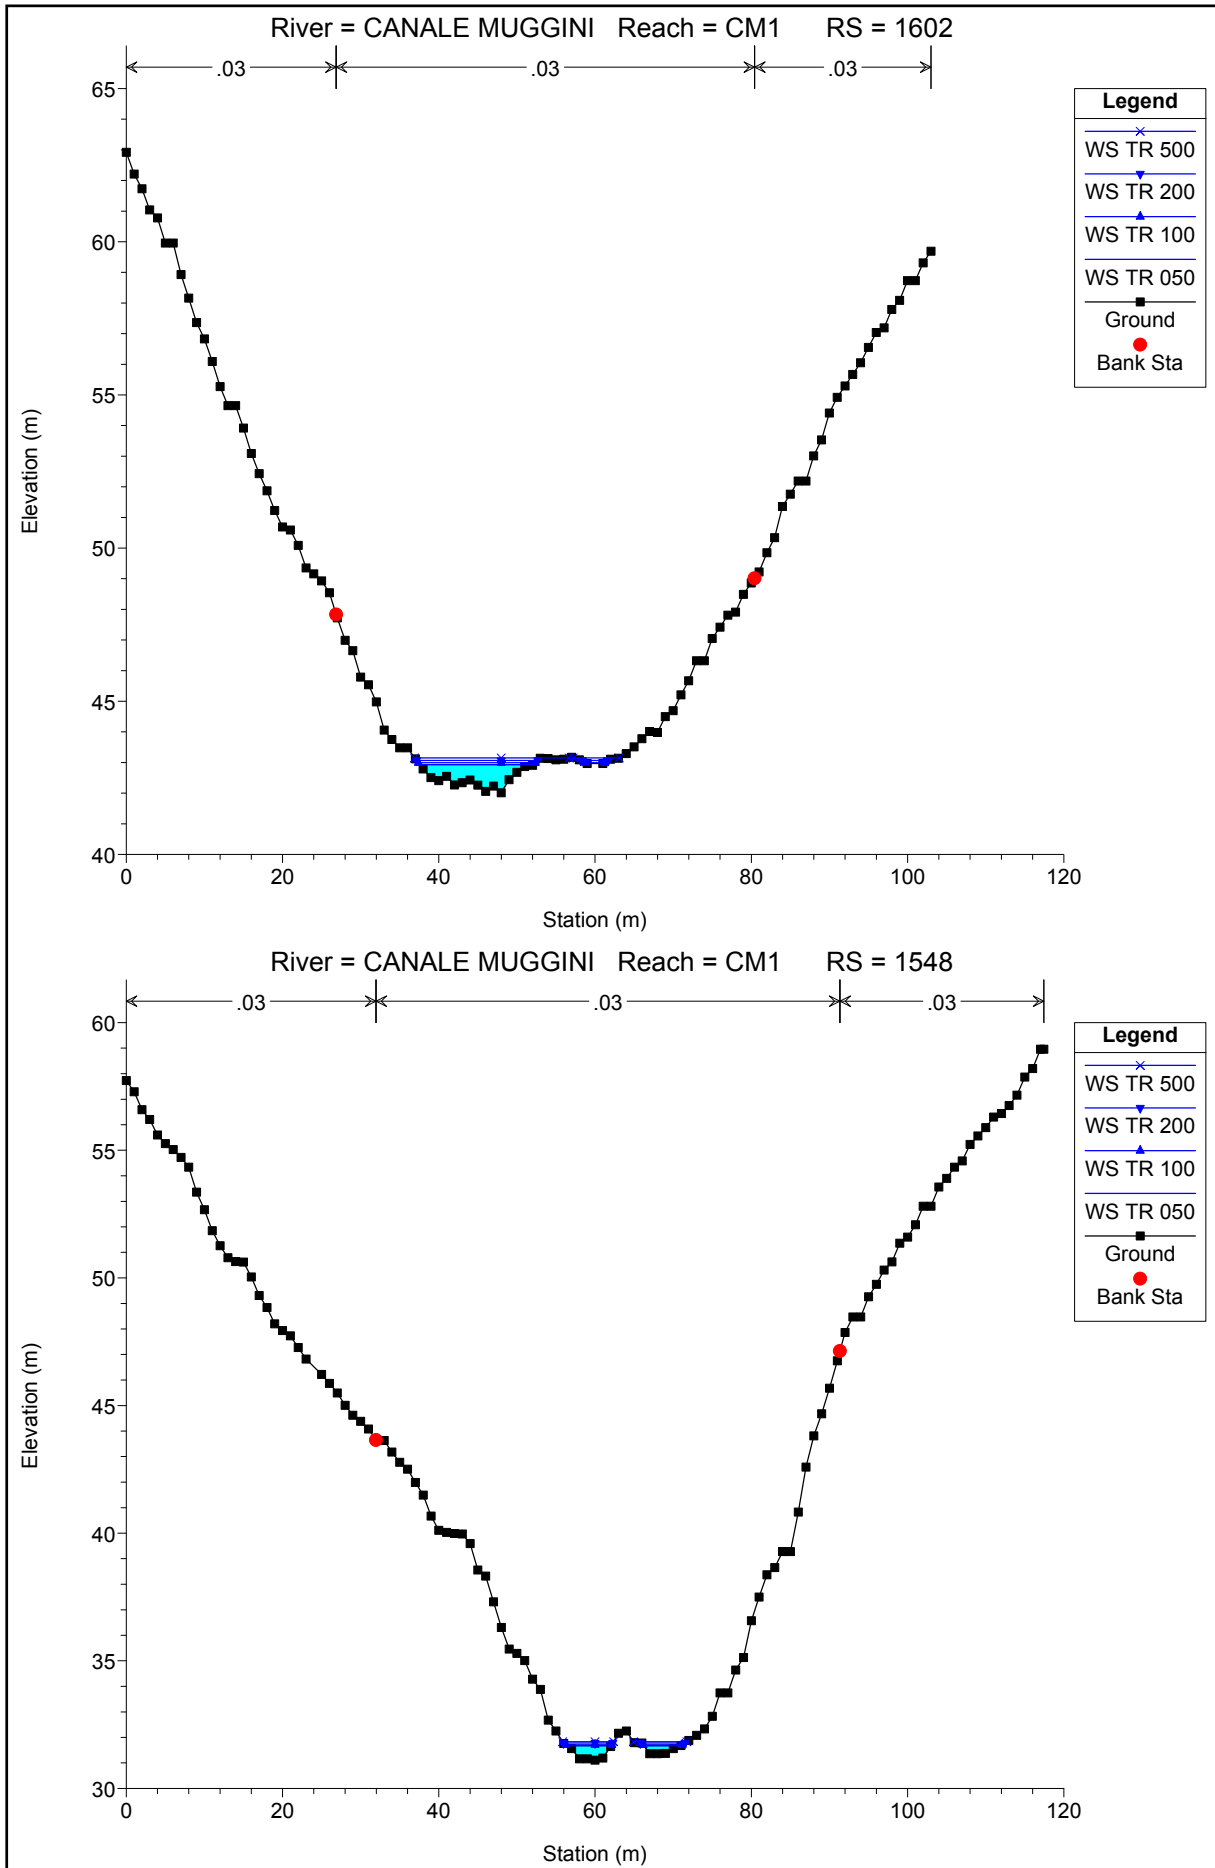 River = CANALE MUGGINI   Reach = CM1      RS = 1602
.03 .03 .03
Legend
WS TR 500
WS TR 200
WS TR 100
WS TR 050
Ground
Bank Sta
65
60
55
50
45
40
Elevation (m)
0 20 40 60 80 100 120
Station (m)
River = CANALE MUGGINI   Reach = CM1      RS = 1548
.03 .03 .03
Legend
WS TR 500
WS TR 200
WS TR 100
WS TR 050
Ground
Bank Sta
60
55
50
45
40
35
30
Elevation (m)
0 20 40 60 80 100 120
Station (m)